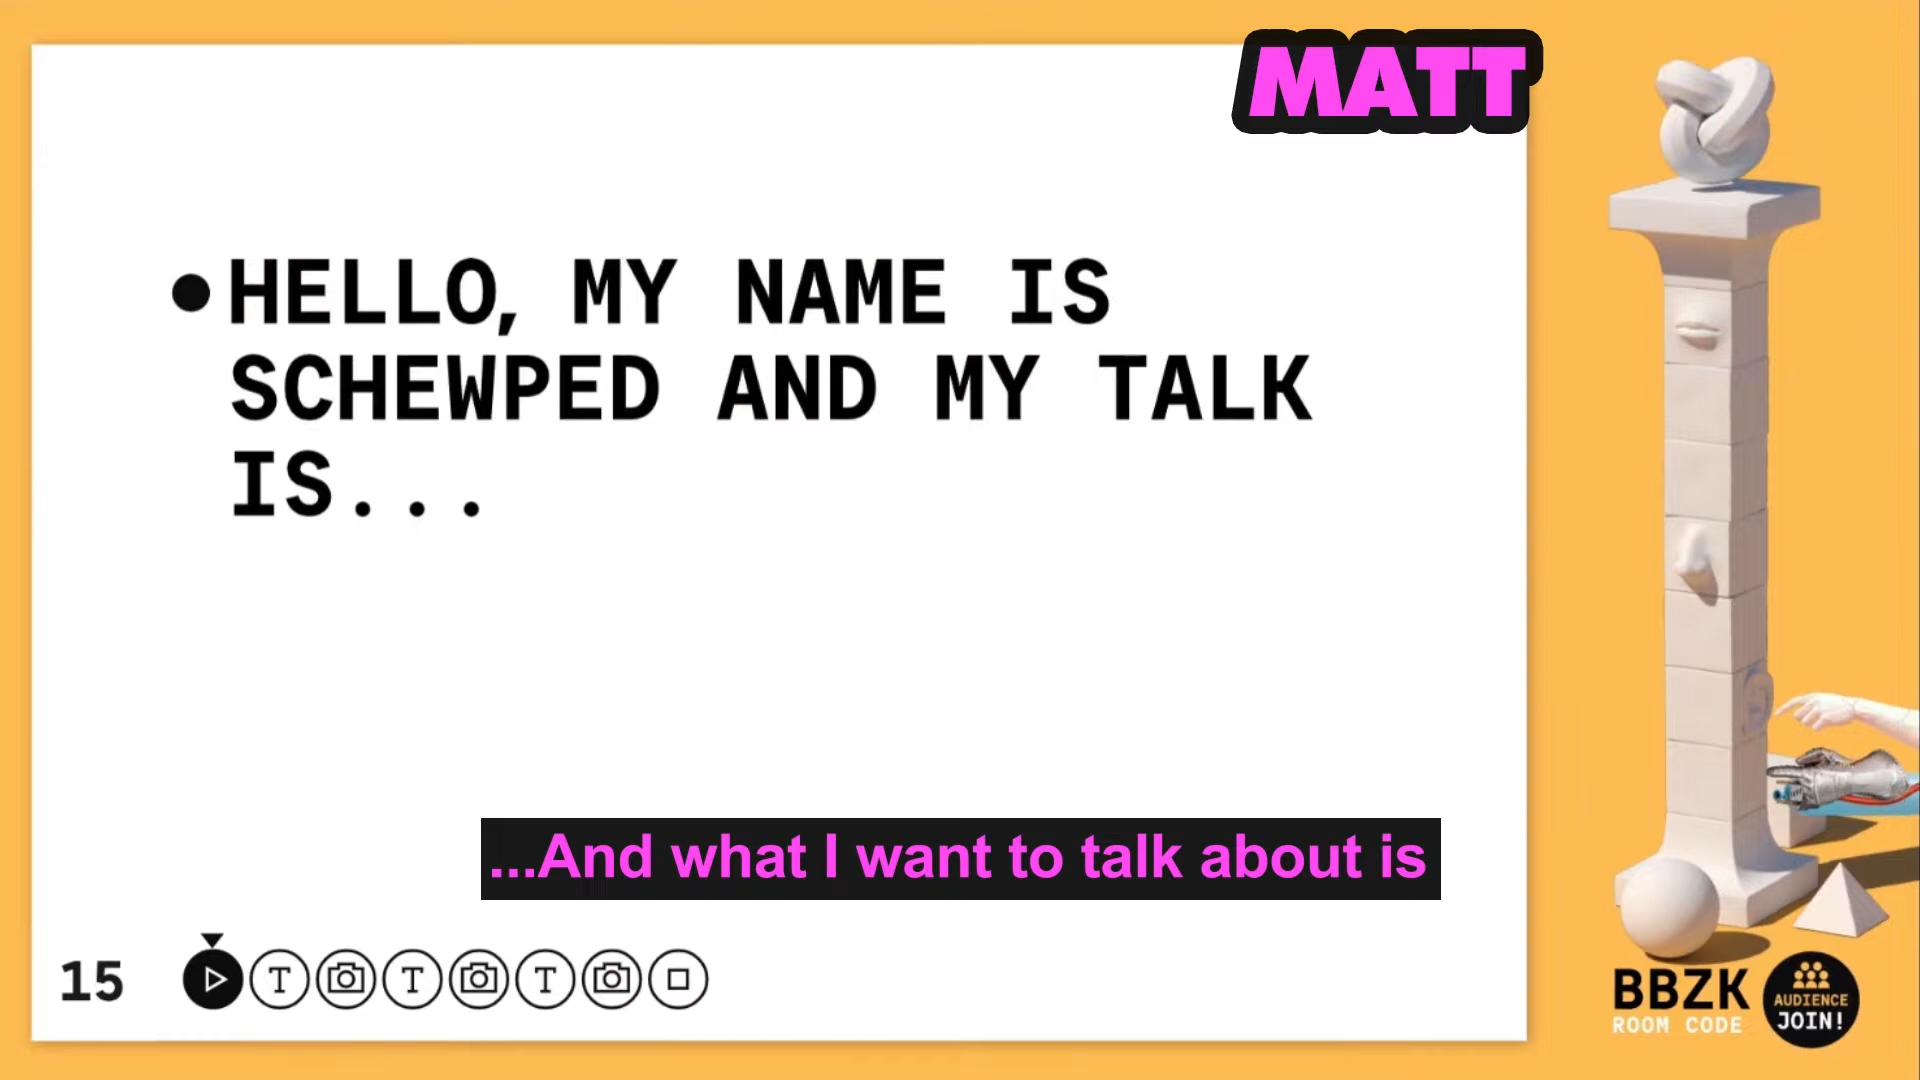 MATT
•HELLO, MY NAME IS
SCHEWPED AND MY TALK
IS...
...And what I want to talk about is
15
T
T
T
BBZK
ROOM CODE
AUDIENCE
JOIN!